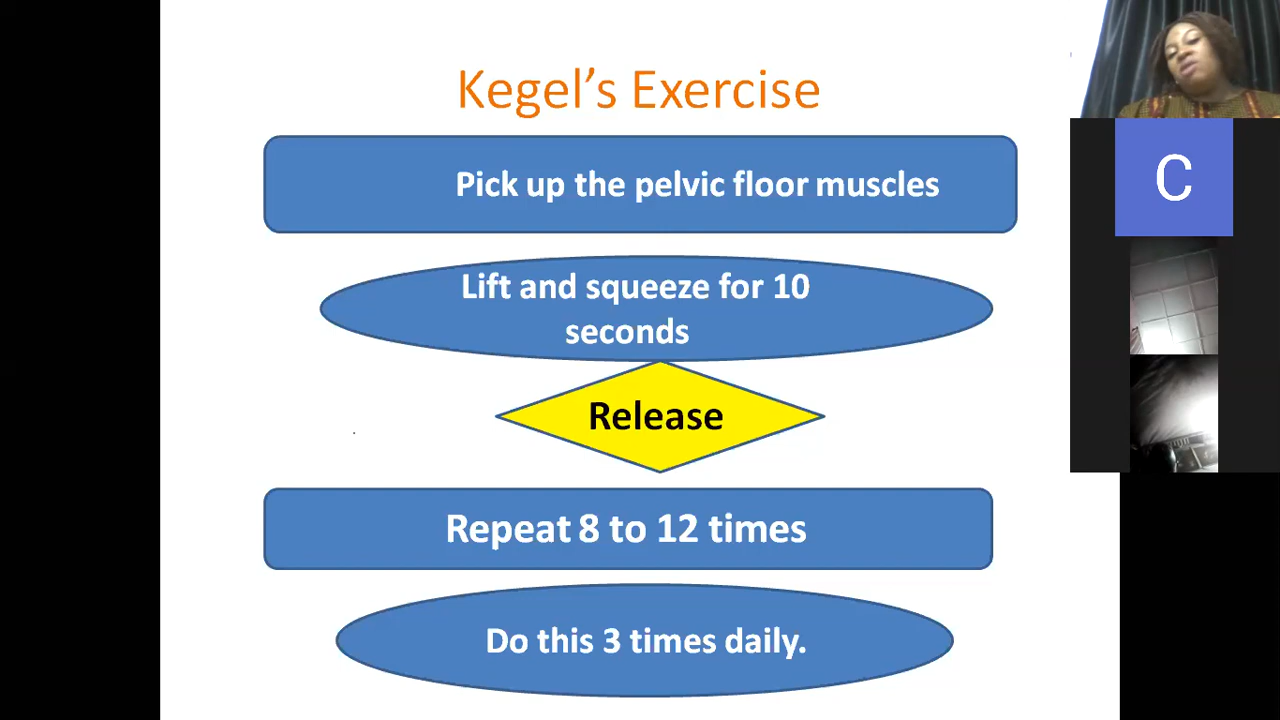 Kegel’s Exercise
Pick up the pelvic floor muscles
Lift and squeeze for 10
seconds
Release
Repeat 8 to 12 times
Do this 3 times daily.
C